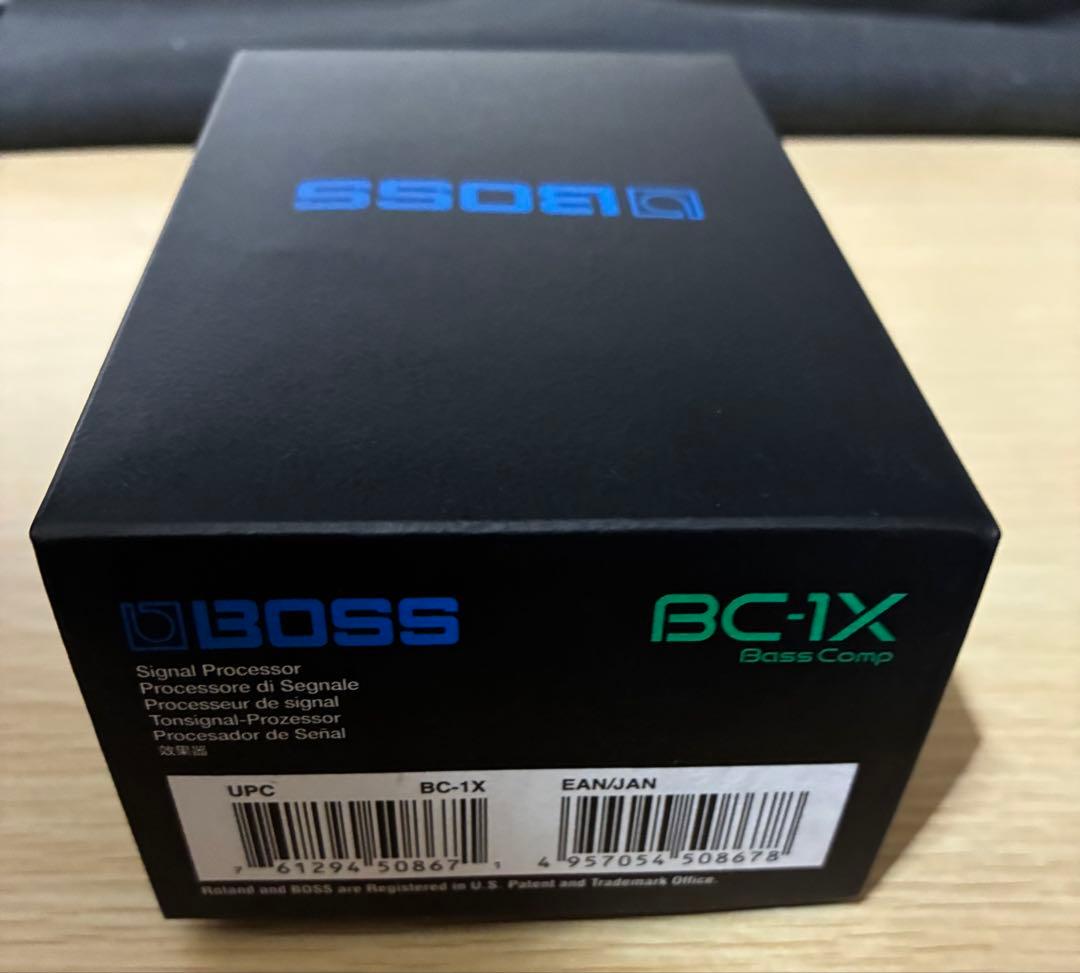 BOSS
BOSS
BC-1X
Bass Comp
Signal Processor
Processore di Segnale
Processeur de signal
Tonsignal-Prozessor
Procesador de Señal
效果器
UPC BC-1X
7 61294 50867 1
EAN/JAN
4 957054 508678
Roland and BOSS are Registered in U.S. Patent and Trademark Office.